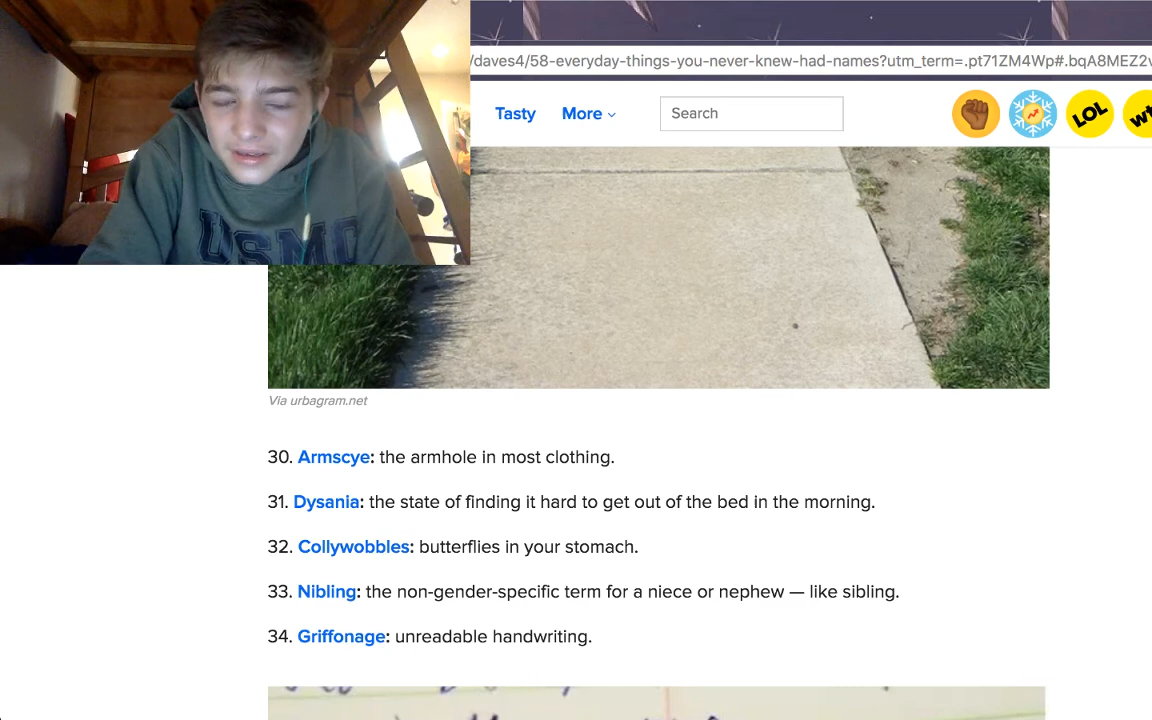 /daves4/58-everyday-things-you-never-knew-had-names?utm_term=.pt71ZM4Wp#.bqA8MEZ2v
Tasty More Search LOL
USMC
Via urbagram.net
30. Armscye: the armhole in most clothing.
31. Dysania: the state of finding it hard to get out of the bed in the morning.
32. Collywobbles: butterflies in your stomach.
33. Nibling: the non-gender-specific term for a niece or nephew — like sibling.
34. Griffonage: unreadable handwriting.